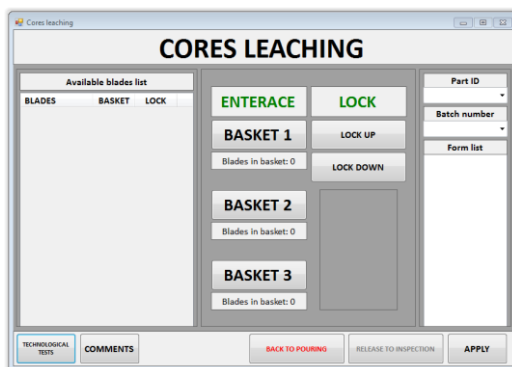 Cores leaching
CORES LEACHING
Available blades list
BLADES BASKET LOCK
ENTERACE
BASKET 1
Blades in basket: 0
BASKET 2
Blades in basket: 0
BASKET 3
Blades in basket: 0
LOCK
LOCK UP
LOCK DOWN
Part ID
Batch number
Form list
TECHNOLOGICAL
TESTS
COMMENTS
BACK TO POURING
RELEASE TO INSPECTION
APPLY